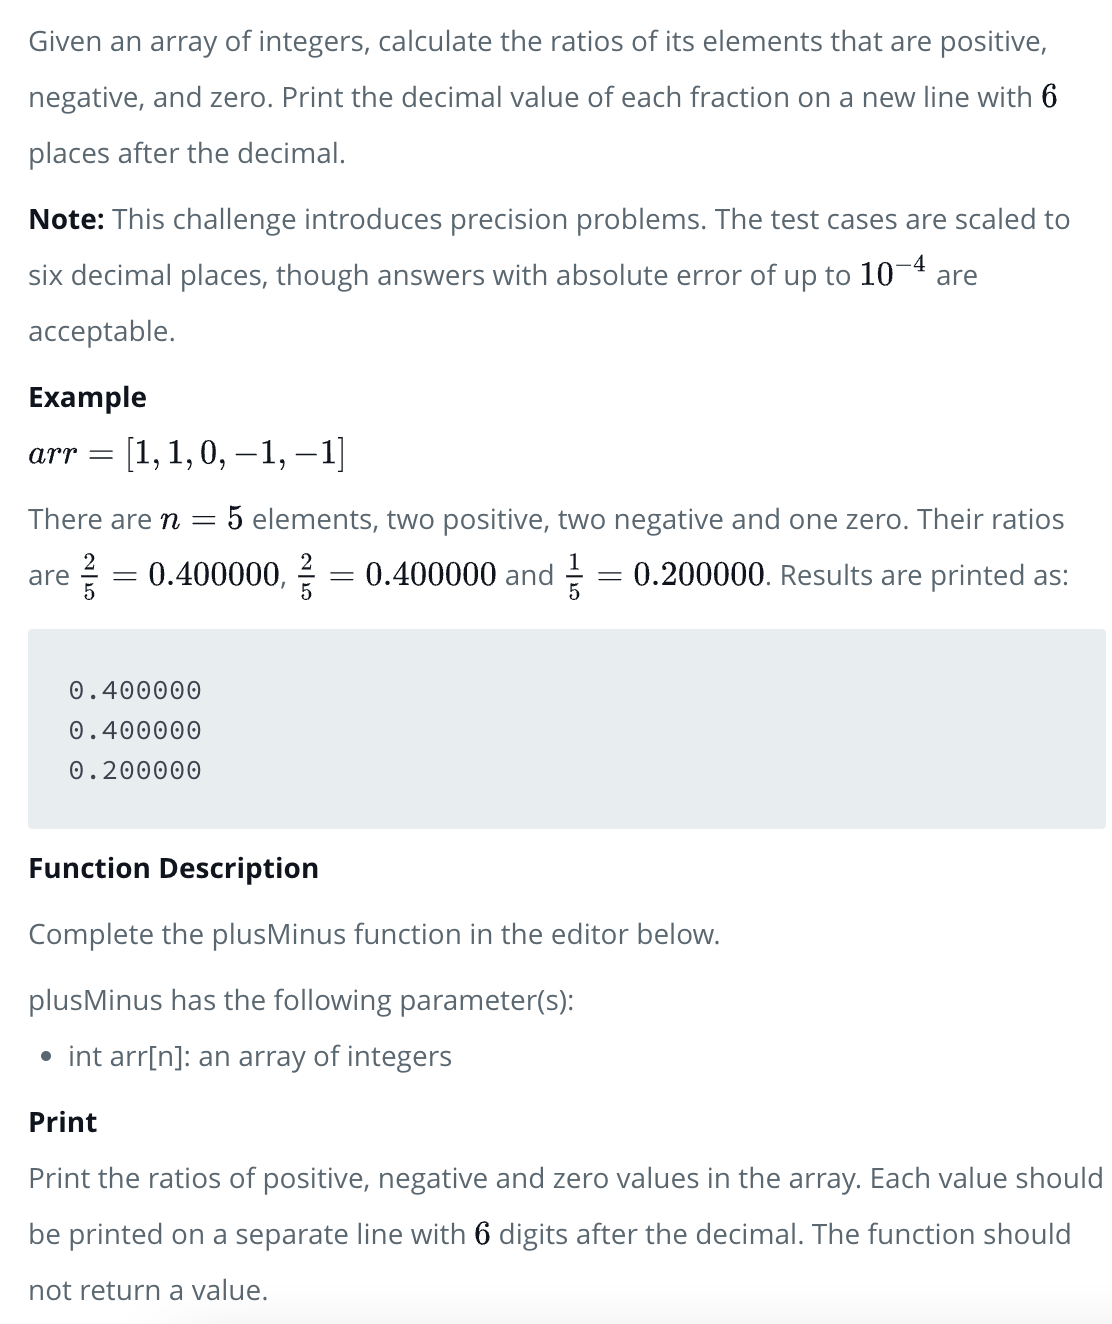 Given an array of integers, calculate the ratios of its elements that are positive,
negative, and zero. Print the decimal value of each fraction on a new line with 6
places after the decimal.
Note: This challenge introduces precision problems. The test cases are scaled to
six decimal places, though answers with absolute error of up to 10⁻⁴ are
acceptable.
Example
arr = [1, 1, 0, −1, −1]
There are n = 5 elements, two positive, two negative and one zero. Their ratios
are 2/5 = 0.400000, 2/5 = 0.400000 and 1/5 = 0.200000. Results are printed as:
0.400000
0.400000
0.200000
Function Description
Complete the plusMinus function in the editor below.
plusMinus has the following parameter(s):
• int arr[n]: an array of integers
Print
Print the ratios of positive, negative and zero values in the array. Each value should
be printed on a separate line with 6 digits after the decimal. The function should
not return a value.